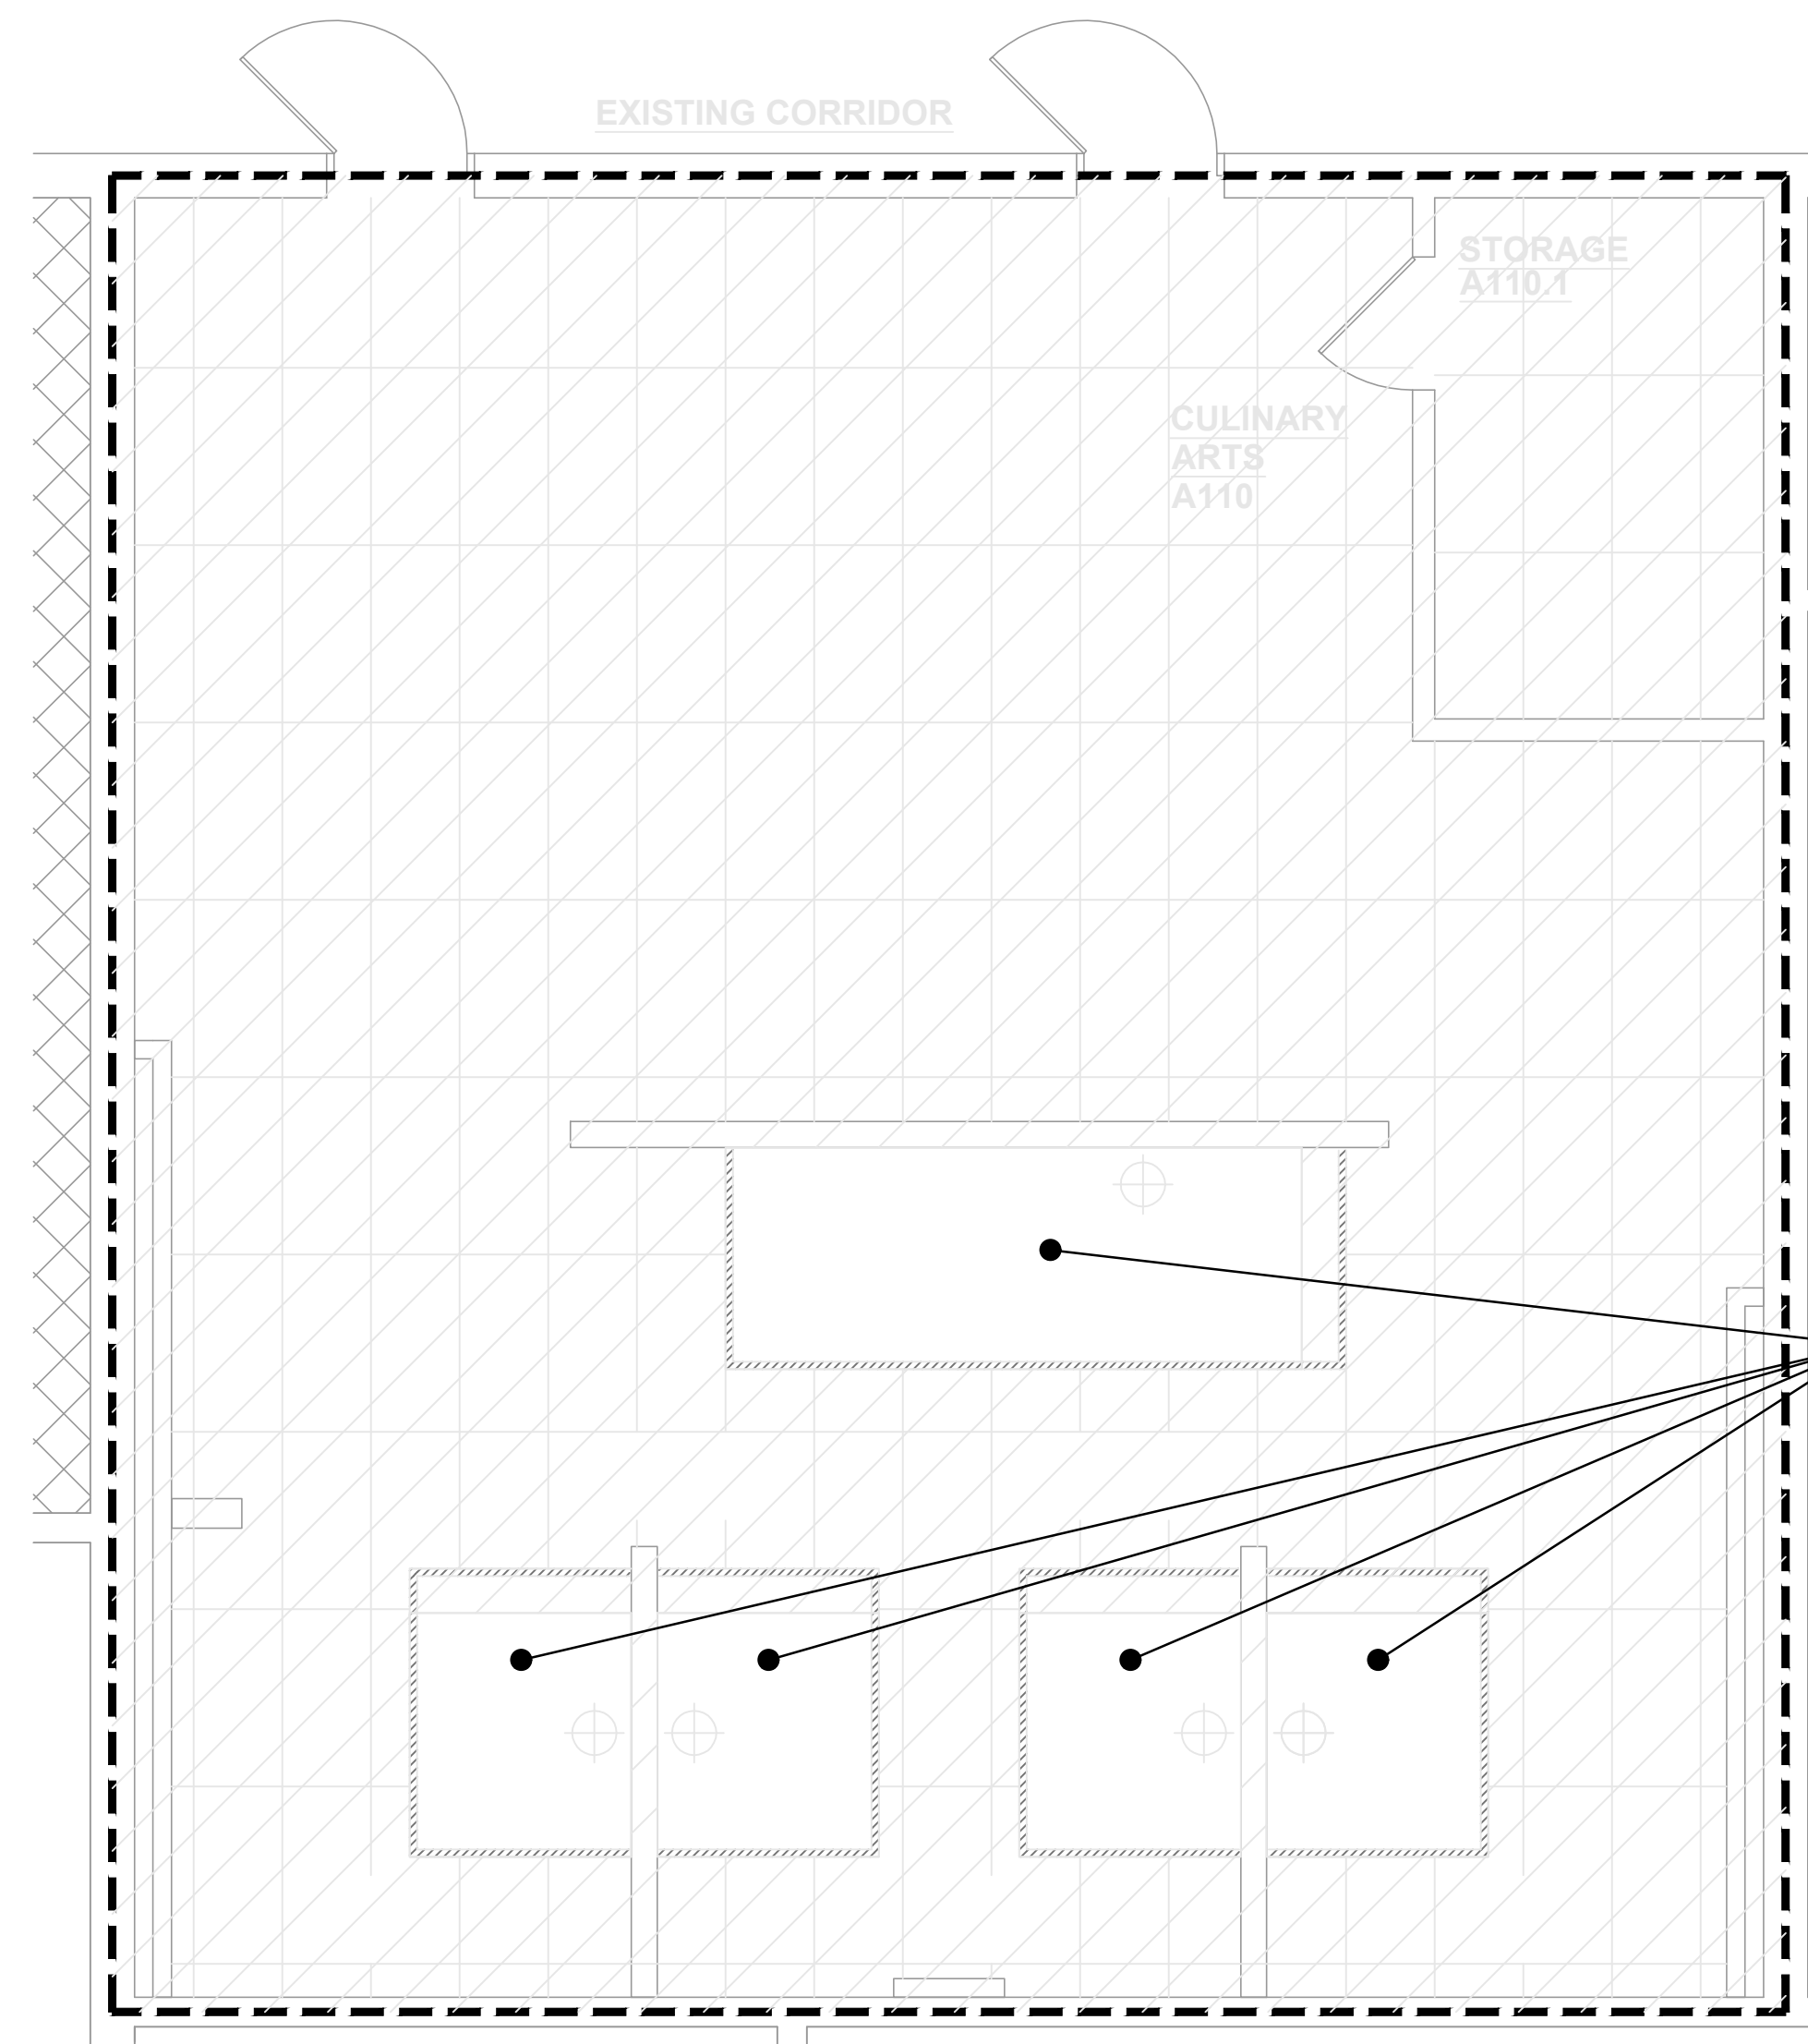 EXISTING CORRIDOR
STORAGE
A110.1
CULINARY
ARTS
A110